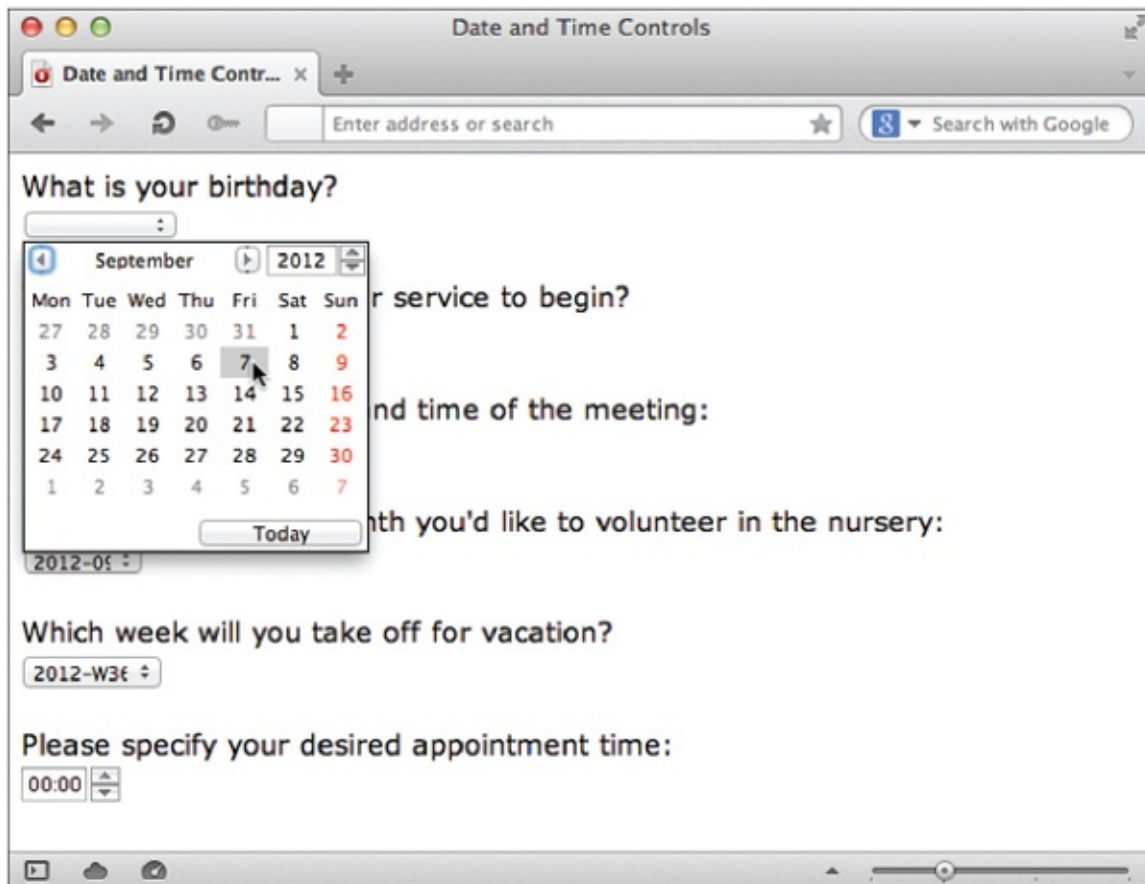 Date and Time Controls
Date and Time Contr...
Enter address or search
Search with Google
What is your birthday?
September 2012
Mon Tue Wed Thu Fri Sat Sun
27 28 29 30 31 1 2
3 4 5 6 7 8 9
10 11 12 13 14 15 16
17 18 19 20 21 22 23
24 25 26 27 28 29 30
1 2 3 4 5 6 7
Today
r service to begin?
nd time of the meeting:
nth you'd like to volunteer in the nursery:
2012-09
Which week will you take off for vacation?
2012-W36
Please specify your desired appointment time:
00:00